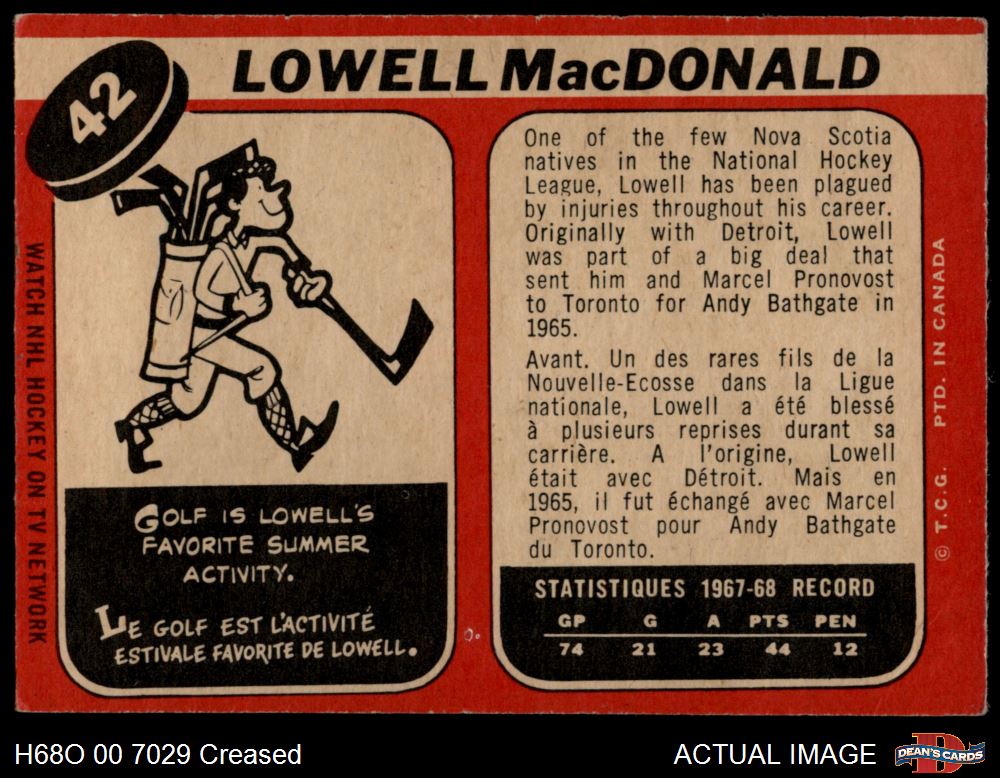 42
LOWELL MacDONALD
WATCH NHL HOCKEY ON TV NETWORK
GOLF IS LOWELL'S
FAVORITE SUMMER
ACTIVITY.
LE GOLF EST L'ACTIVITÉ
ESTIVALE FAVORITE DE LOWELL.
One of the few Nova Scotia
natives in the National Hockey
League, Lowell has been plagued
by injuries throughout his career.
Originally with Detroit, Lowell
was part of a big deal that
sent him and Marcel Pronovost
to Toronto for Andy Bathgate in
1965.
Avant. Un des rares fils de la
Nouvelle-Ecosse dans la Ligue
nationale, Lowell a été blessé
à plusieurs reprises durant sa
carrière. A l'origine, Lowell
était avec Détroit. Mais en
1965, il fut échangé avec Marcel
Pronovost pour Andy Bathgate
du Toronto.
STATISTIQUES 1967-68 RECORD
GP G A PTS PEN
74 21 23 44 12
© T.C.G. PTD. IN CANADA
H68O 00 7029 Creased
ACTUAL IMAGE
DEAN'S CARDS